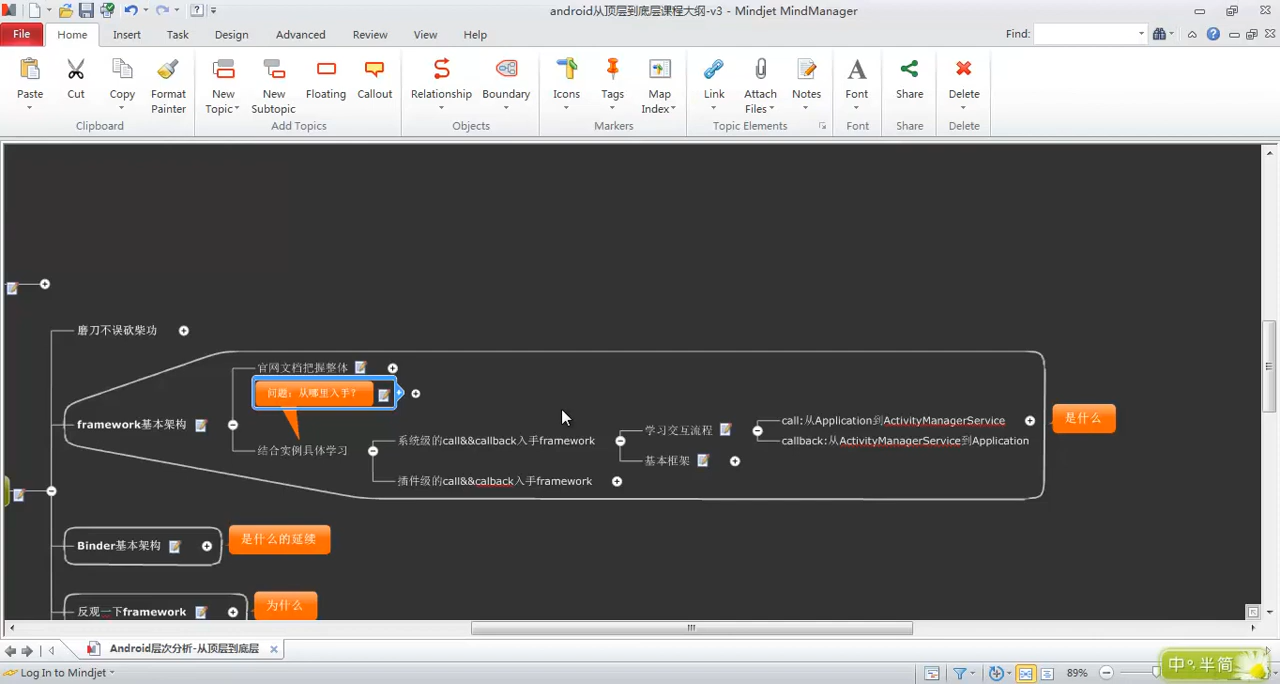 android从顶层到底层课程大纲-v3 - Mindjet MindManager
File Home Insert Task Design Advanced Review View Help Find:
Paste Cut Copy Format Painter New Topic New Subtopic Floating Callout Relationship Boundary Icons Tags Map Index Link Attach Files Notes Font Share Delete
Clipboard Add Topics Objects Markers Topic Elements Font Share Delete
磨刀不误砍柴功
官网文档把握整体
问题：从哪里入手？
framework基本架构
结合实例具体学习
系统级的call&&callback入手framework
学习交互流程
call:从Application到ActivityManagerService
callback:从ActivityManagerService到Application
基本框架
插件级的call&&calback入手framework
是什么
Binder基本架构
是什么的延续
反观一下framework
为什么
Android层次分析-从顶层到底层
Log In to Mindjet
89%
中°,半简